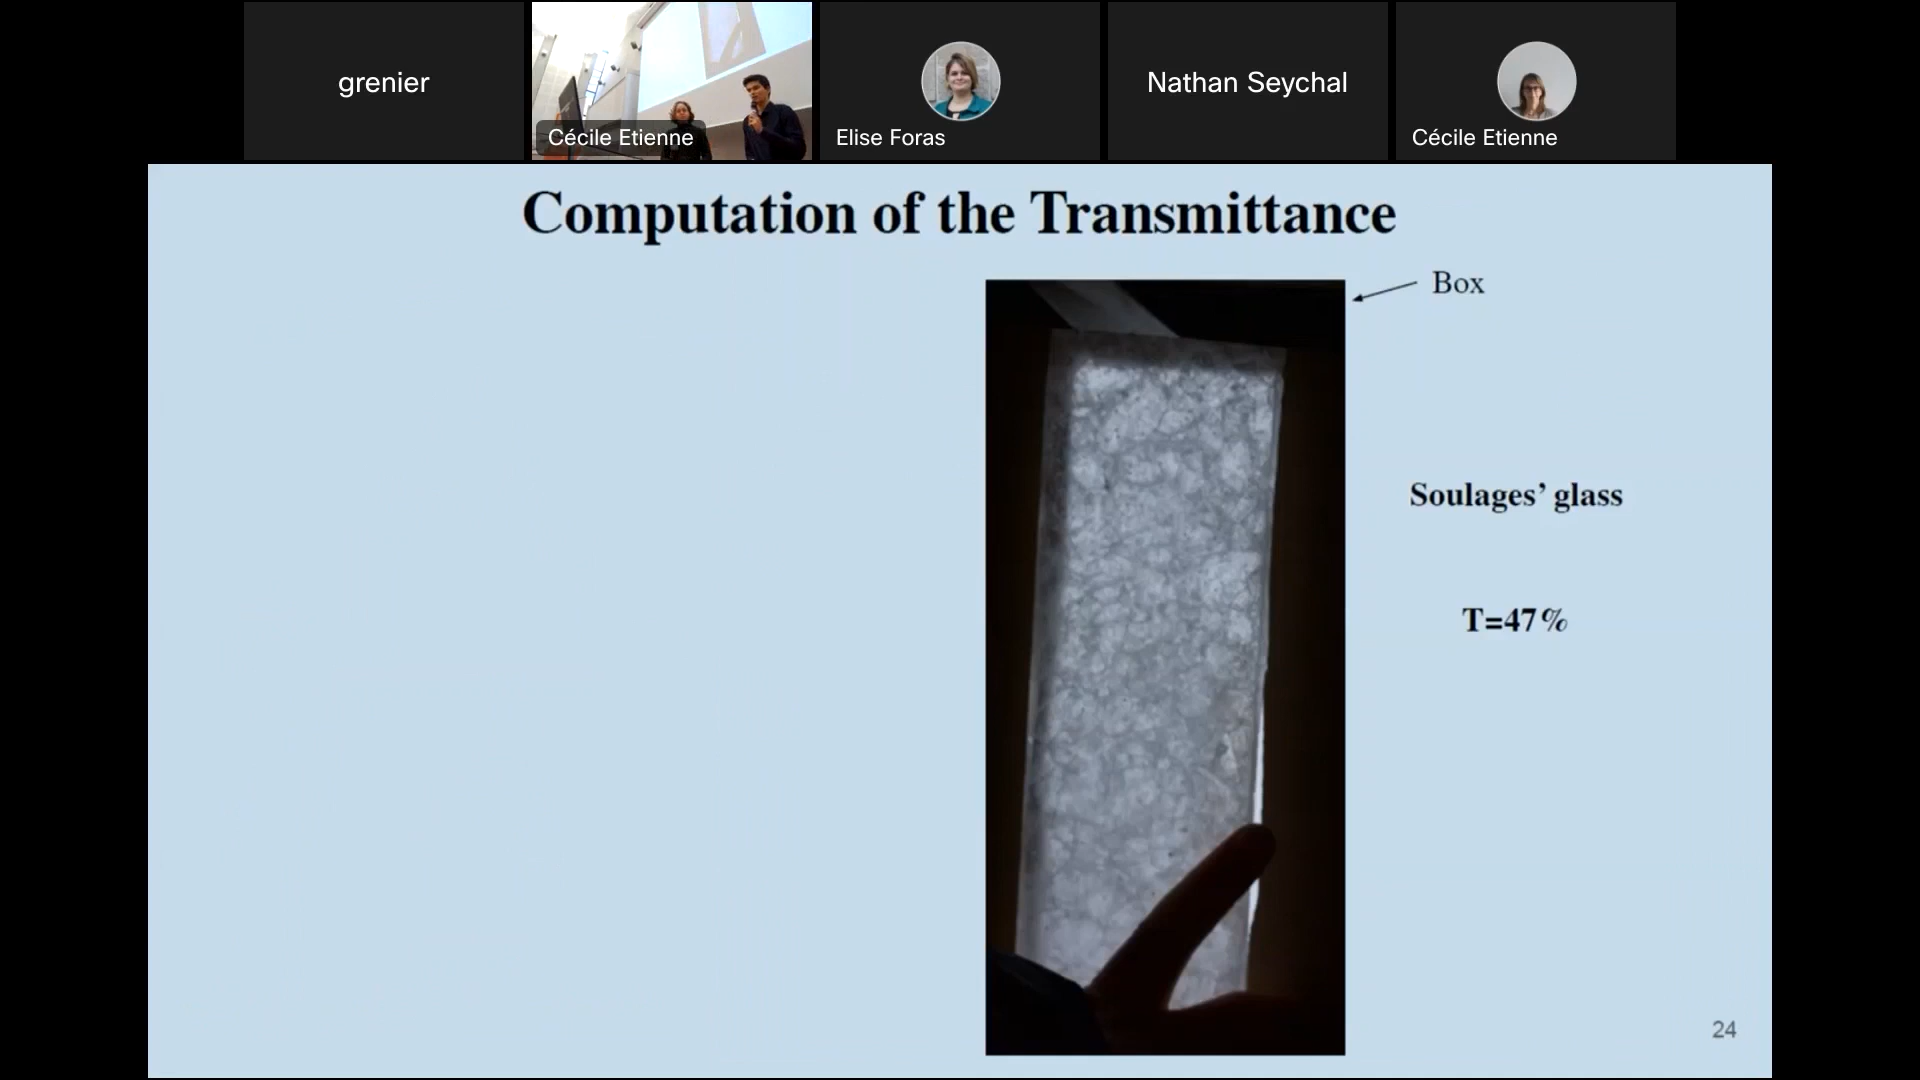 grenier
Cécile Etienne
Elise Foras
Nathan Seychal
Cécile Etienne
Computation of the Transmittance
Box
Soulages’ glass
T=47%
24